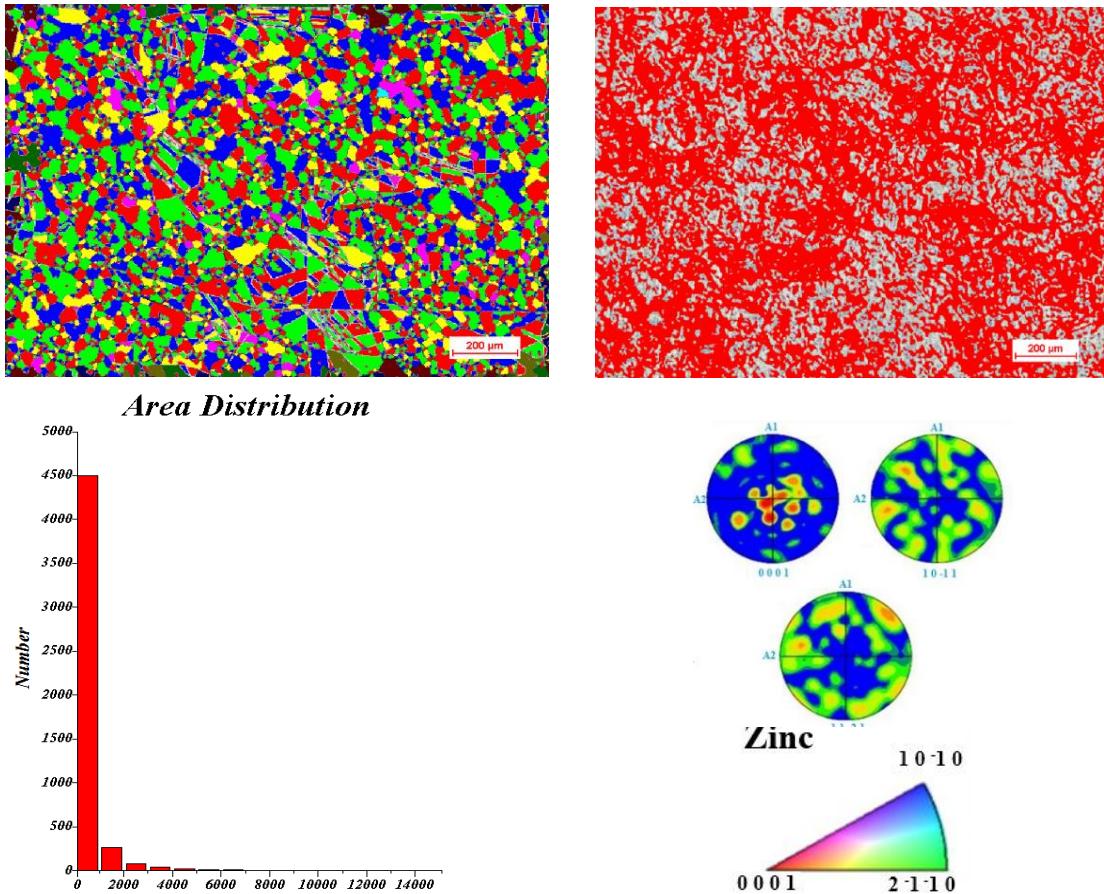 200 µm
200 µm
Area Distribution
5000
4500
4000
3500
3000
2500
2000
1500
1000
500
0
Number
0 2000 4000 6000 8000 10000 12000 14000
A1
A2
0 0 0 1
A1
A2
1 0 -1 1
A1
A2
Zinc
1 0 -1 0
0 0 0 1
2 -1 -1 0